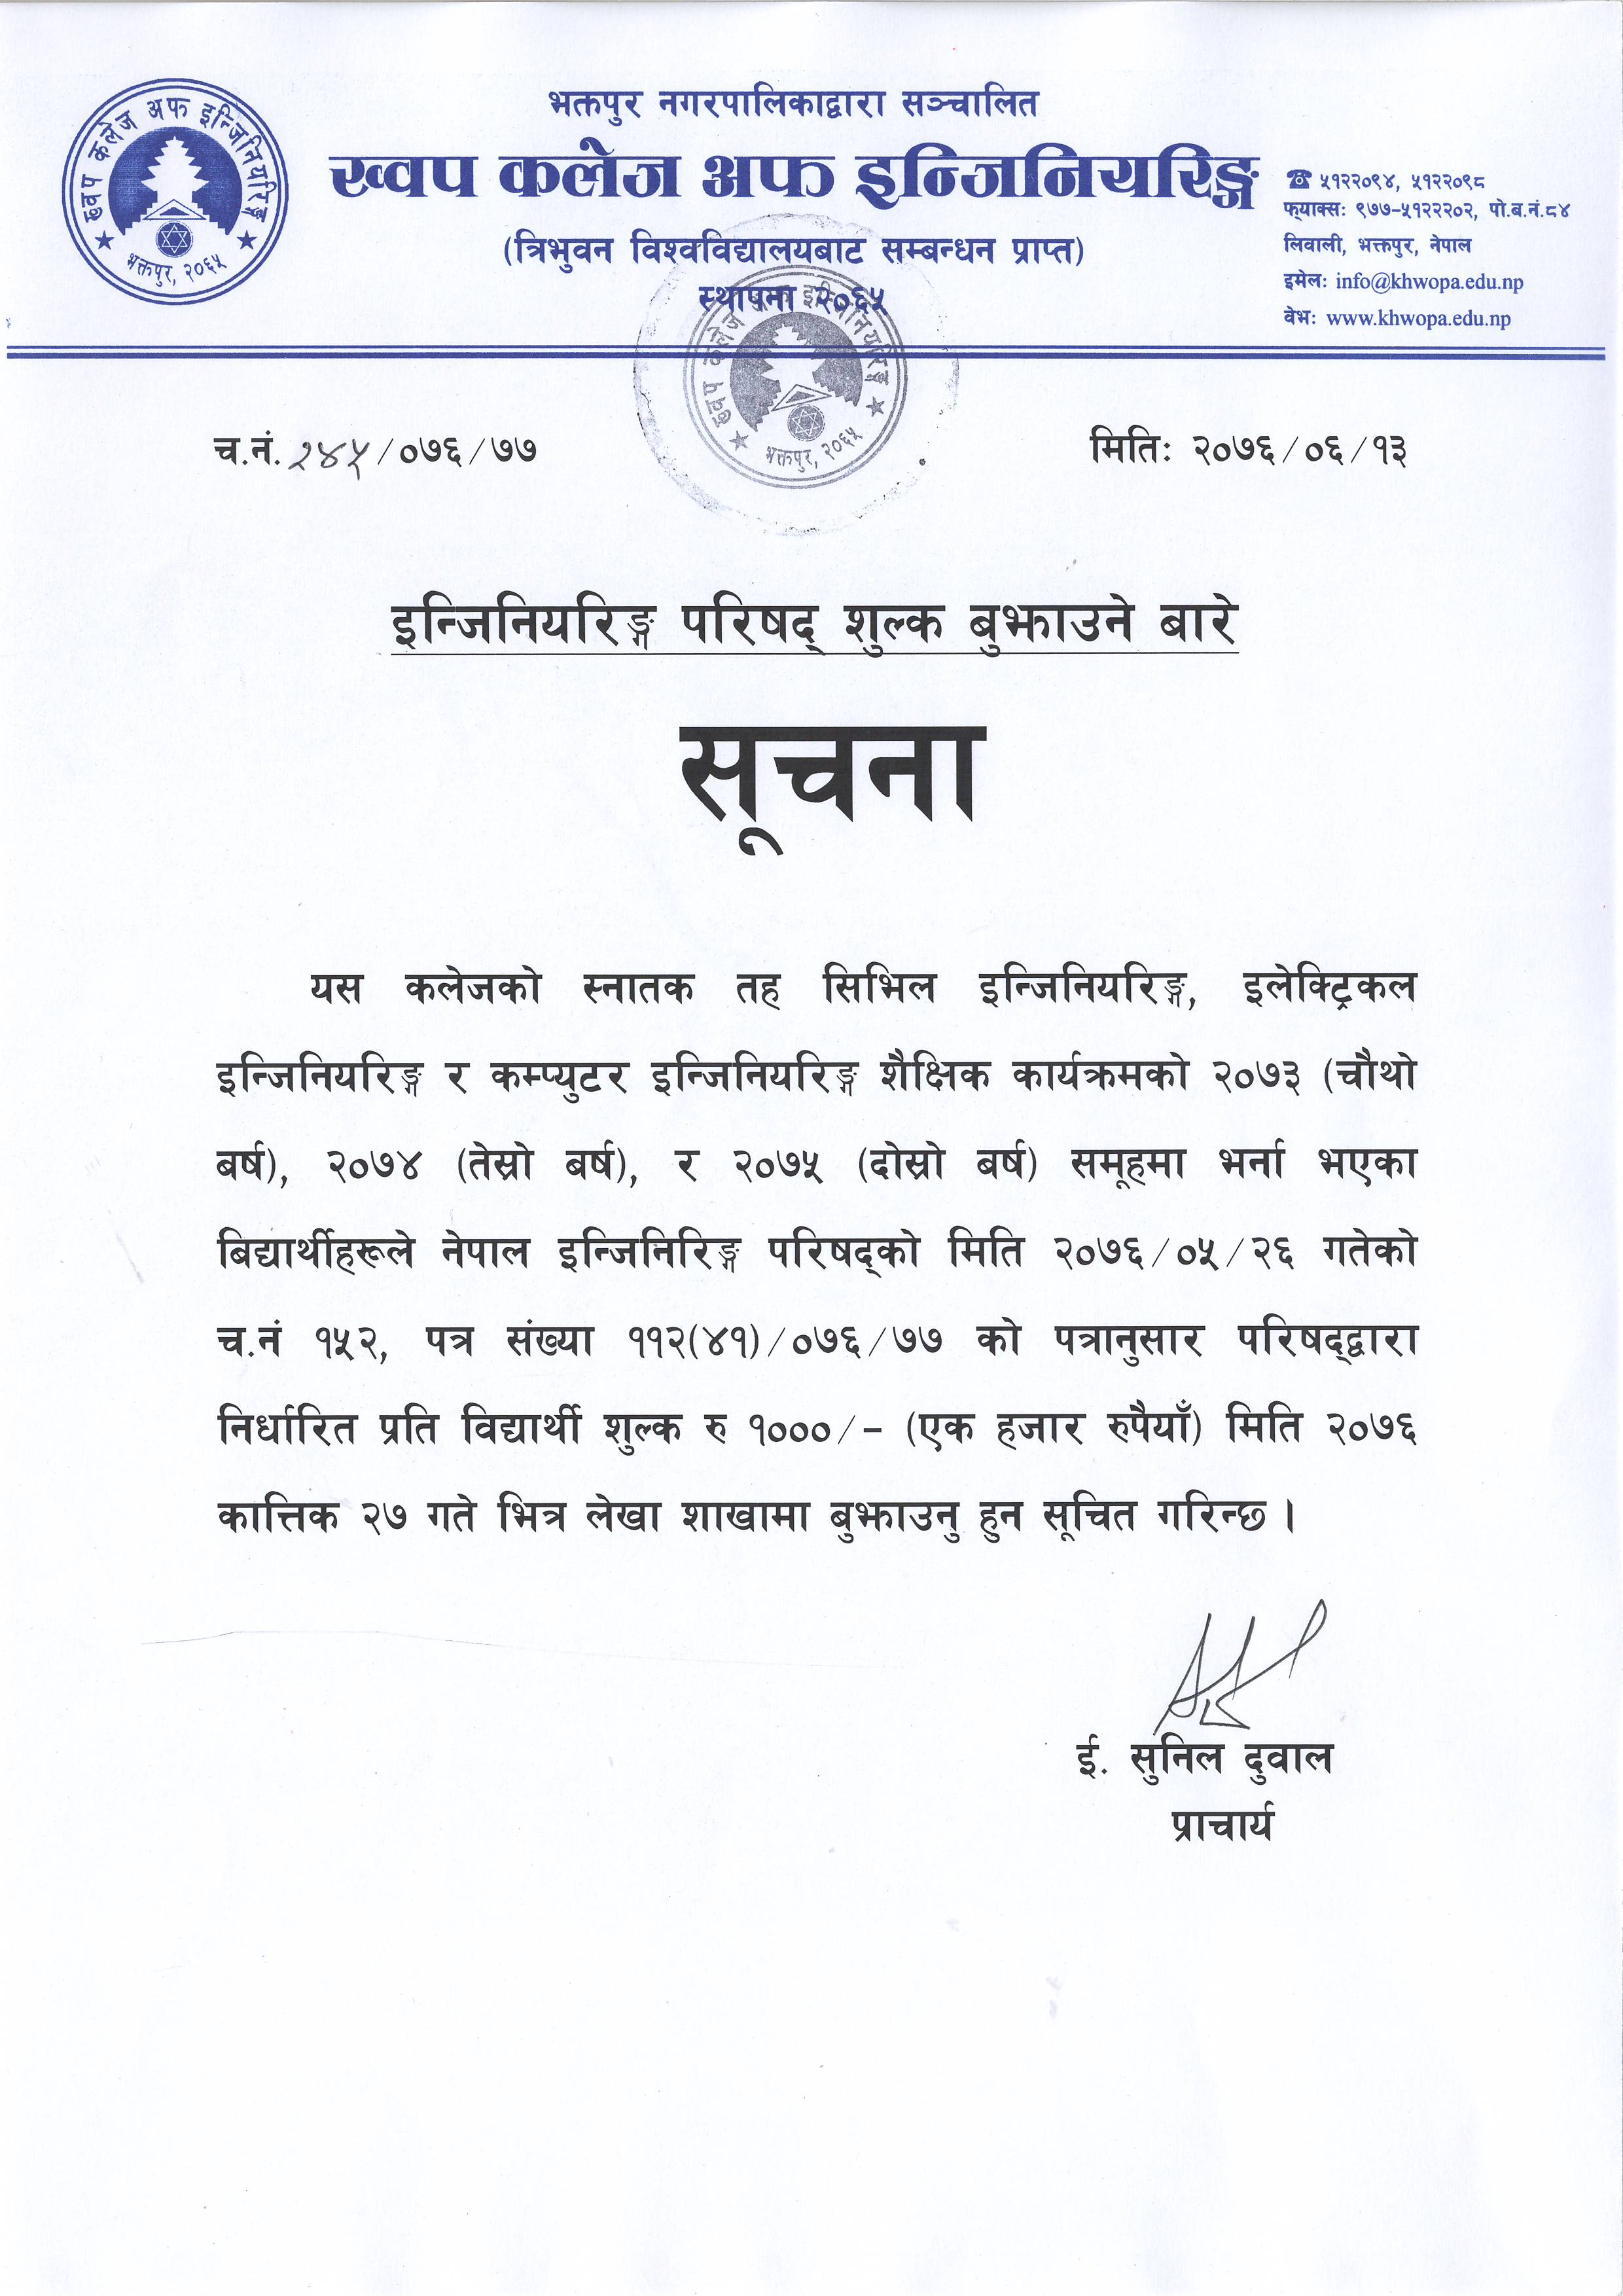 ख्वप कलेज अफ इन्जिनियरिङ्ग
भक्तपुर, २०६५
भक्तपुर नगरपालिकाद्वारा सञ्चालित
ख्वप कलेज अफ इन्जिनियरिङ्ग
(त्रिभुवन विश्वविद्यालयबाट सम्बन्धन प्राप्त)
स्थापना २०६५
☎ ५१२२०९४, ५१२२०९८
फ्याक्स: ९७७-५१२२२०२, पो.ब.नं.८४
लिवाली, भक्तपुर, नेपाल
इमेल: info@khwopa.edu.np
वेभ: www.khwopa.edu.np
ख्वप कलेज अफ इन्जिनियरिङ्ग
भक्तपुर, २०६५
च.नं. २४५/०७६/७७
मितिः २०७६/०६/१३
इन्जिनियरिङ्ग परिषद् शुल्क बुझाउने बारे
सूचना
यस कलेजको स्नातक तह सिभिल इन्जिनियरिङ्ग, इलेक्ट्रिकल
इन्जिनियरिङ्ग र कम्प्युटर इन्जिनियरिङ्ग शैक्षिक कार्यक्रमको २०७३ (चौथो
बर्ष), २०७४ (तेस्रो बर्ष), र २०७५ (दोस्रो बर्ष) समूहमा भर्ना भएका
बिद्यार्थीहरूले नेपाल इन्जिनिरिङ्ग परिषद्को मिति २०७६/०५/२६ गतेको
च.नं १५२, पत्र संख्या ११२(४१)/०७६/७७ को पत्रानुसार परिषद्द्वारा
निर्धारित प्रति विद्यार्थी शुल्क रु १०००/- (एक हजार रुपैयाँ) मिति २०७६
कात्तिक २७ गते भित्र लेखा शाखामा बुझाउनु हुन सूचित गरिन्छ ।
ई. सुनिल दुवाल
प्राचार्य